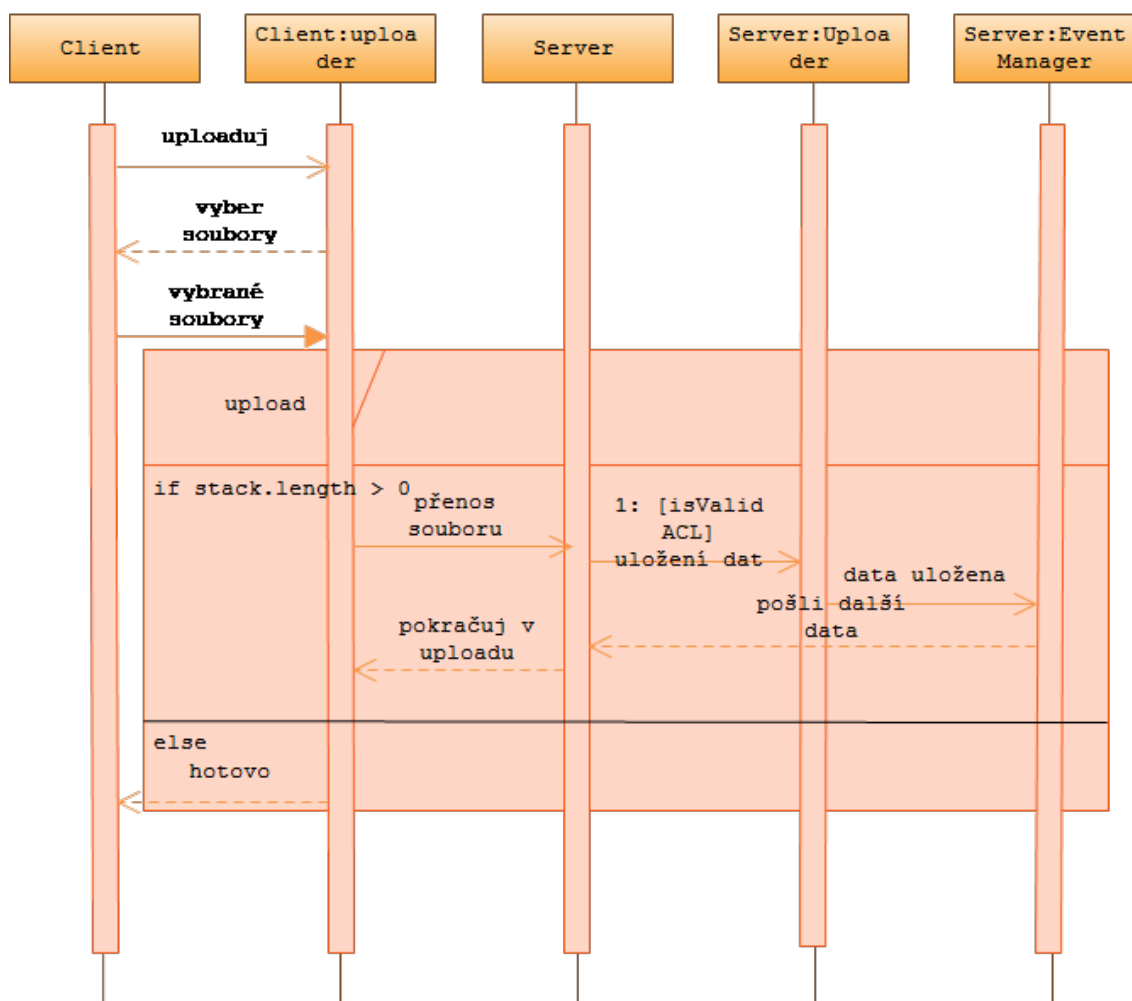 Client
Client:uploa
der
Server
Server:Uploa
der
Server:Event
Manager
uploaduj
vyber
soubory
vybrané
soubory
upload
if stack.length > 0
přenos
souboru
1: [isValid
ACL]
uložení dat
data uložena
pošli další
data
pokračuj v
uploadu
else
hotovo